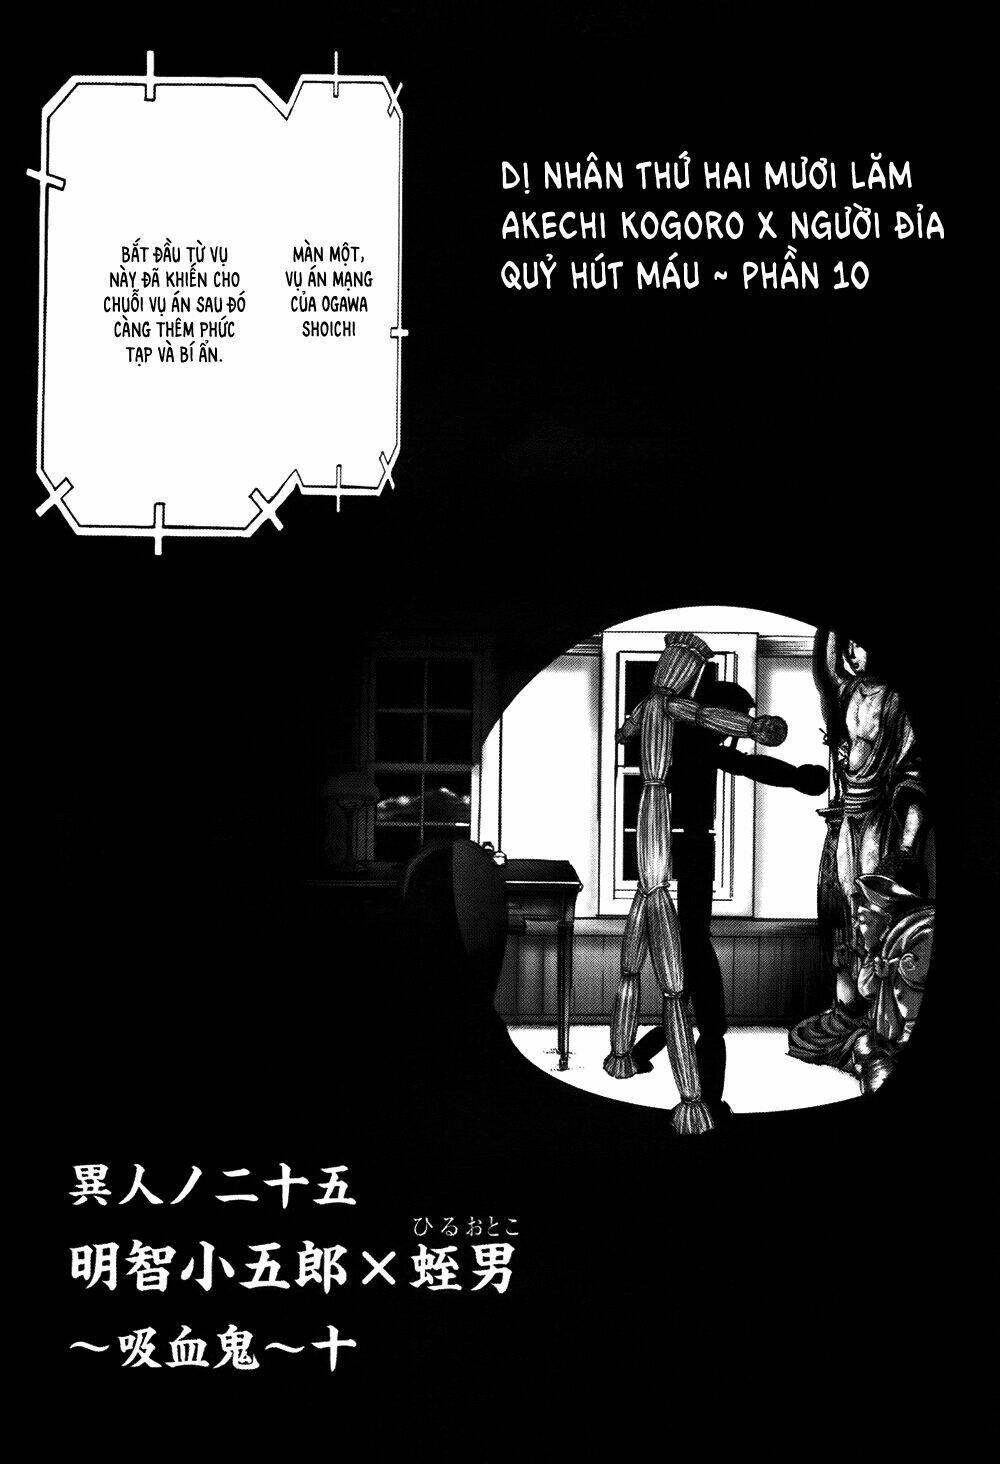 DỊ NHÂN THỨ HAI MƯƠI LĂM
AKECHI KOGORO X NGƯỜI ĐỈA
QUỶ HÚT MÁU ~ PHẦN 10
MÀN MỘT,
VỤ ÁN MẠNG
CỦA OGAWA
SHOICHI
BẮT ĐẦU TỪ VỤ
NÀY ĐÃ KHIẾN CHO
CHUỖI VỤ ÁN SAU ĐÓ
CÀNG THÊM PHỨC
TẠP VÀ BÍ ẨN.
異人ノ二十五
ひるおとこ
明智小五郎×蛭男
～吸血鬼～十